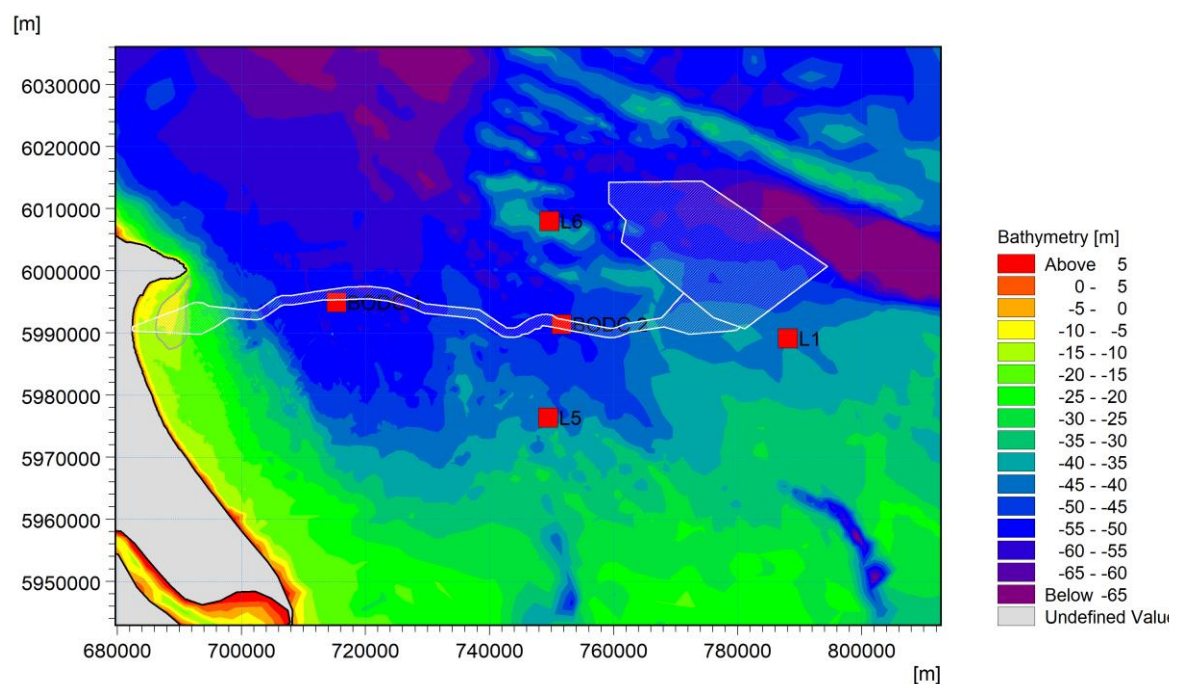 [m]
6030000
6020000
6010000
6000000
5990000
5980000
5970000
5960000
5950000
680000 700000 720000 740000 760000 780000 800000
[m]
L6
BODC
BODC 2
L1
L5
Bathymetry [m]
Above 5
0 - 5
-5 - 0
-10 - -5
-15 - -10
-20 - -15
-25 - -20
-30 - -25
-35 - -30
-40 - -35
-45 - -40
-50 - -45
-55 - -50
-60 - -55
-65 - -60
Below -65
Undefined Valu